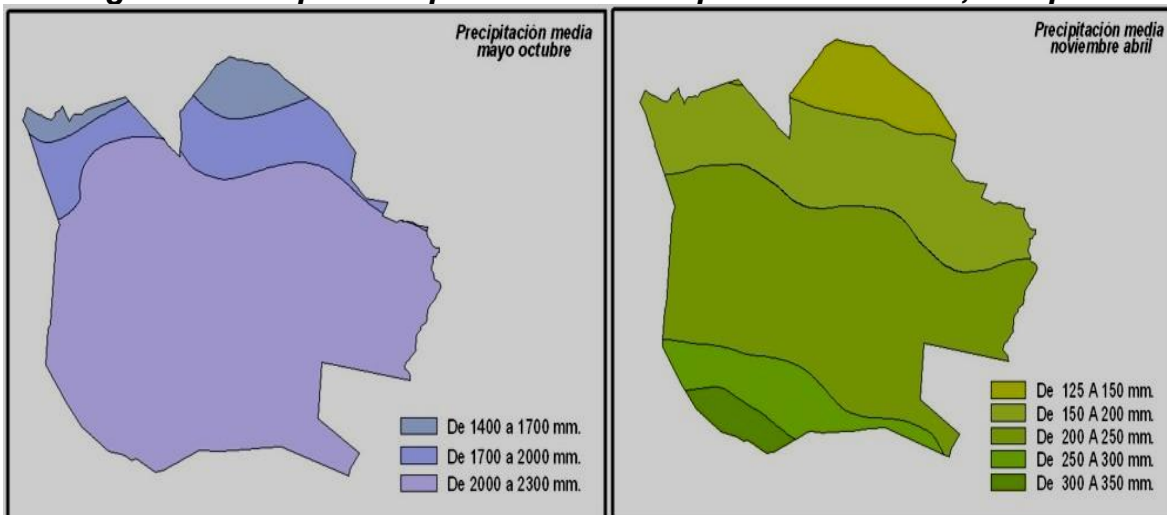 Precipitación media
mayo octubre
De 1400 a 1700 mm.
De 1700 a 2000 mm.
De 2000 a 2300 mm.
Precipitación media
noviembre abril
De 125 A 150 mm.
De 150 A 200 mm.
De 200 A 250 mm.
De 250 A 300 mm.
De 300 A 350 mm.